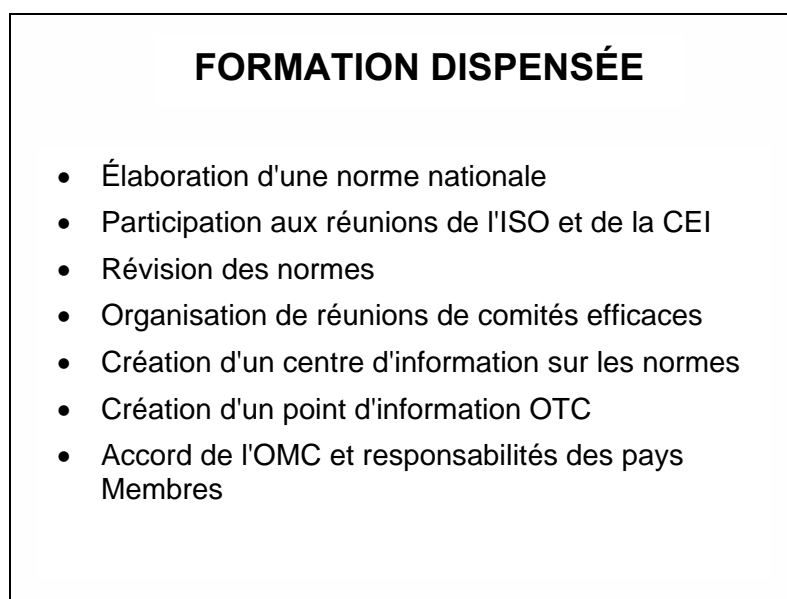 FORMATION DISPENSÉE
• Élaboration d'une norme nationale
• Participation aux réunions de l'ISO et de la CEI
• Révision des normes
• Organisation de réunions de comités efficaces
• Création d'un centre d'information sur les normes
• Création d'un point d'information OTC
• Accord de l'OMC et responsabilités des pays
Membres